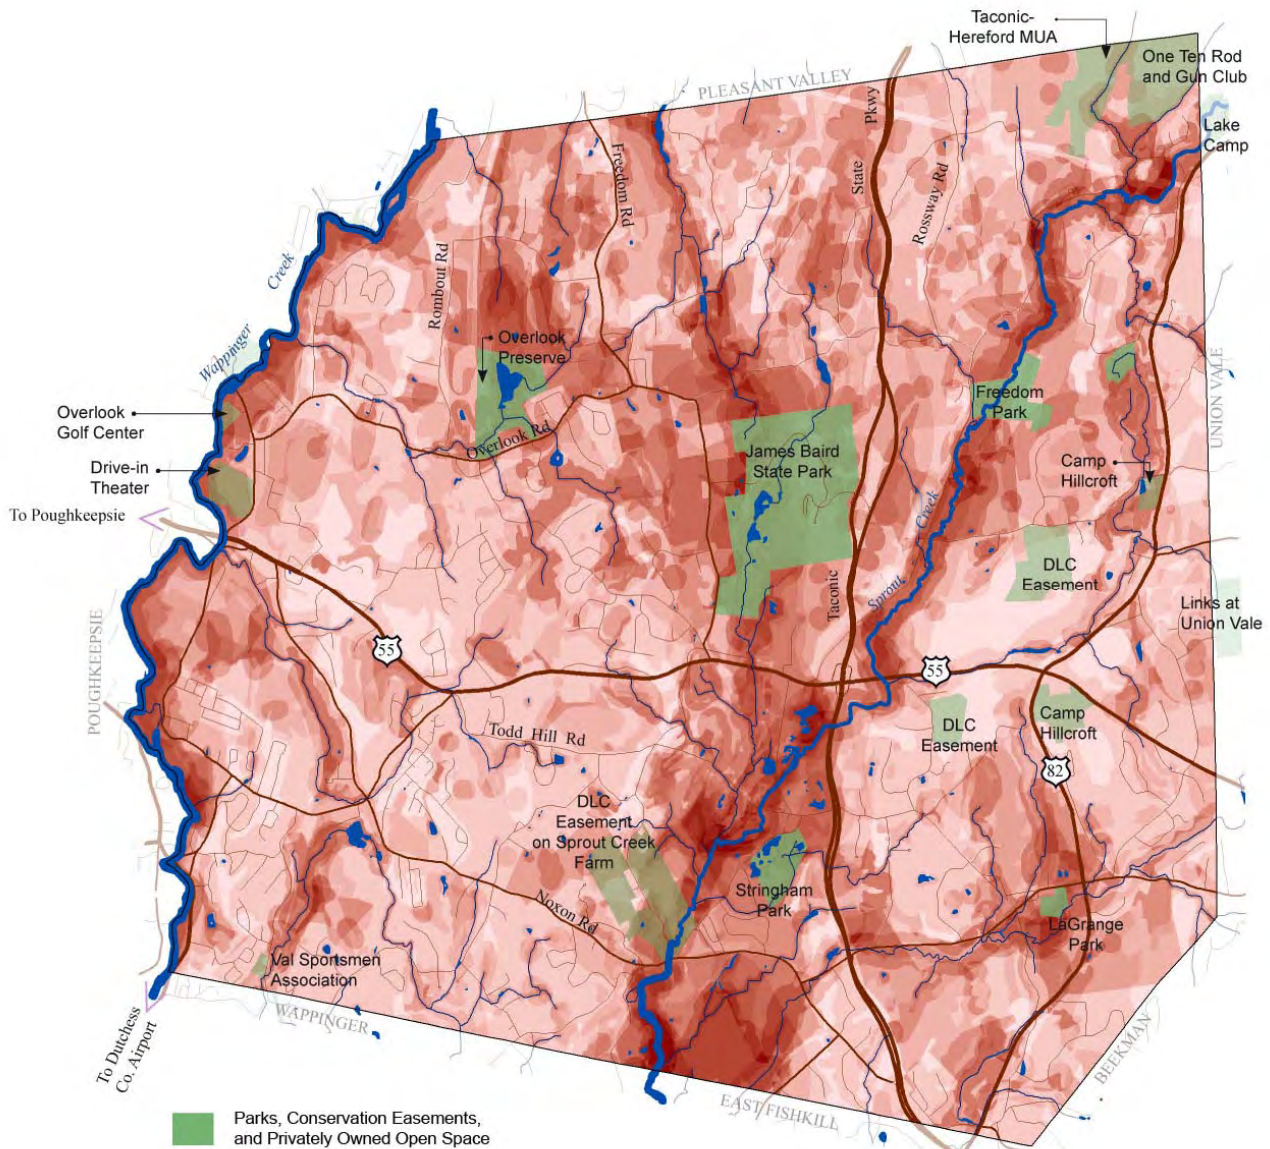 Taconic-
Hereford MUA
One Ten Rod
and Gun Club
PLEASANT VALLEY
Pkwy
State
Lake
Camp
Freedom Rd
Rossway Rd
Rombout Rd
Creek
Wappinger
Overlook
Preserve
UNION VALE
Freedom
Park
Overlook
Golf Center
Overlook Rd
James Baird
State Park
Camp
Hillcroft
Drive-in
Theater
To Poughkeepsie
Creek
DLC
Easement
Sprout
Taconic
Links at
Union Vale
POUGHKEEPSIE
55
55
Todd Hill Rd
DLC
Easement
Camp
Hillcroft
82
DLC
Easement
on Sprout Creek
Farm
Stringham
Park
Noxon Rd
LaGrange
Park
Val Sportsmen
Association
WAPPINGER
To Dutchess
Co. Airport
BEEKMAN
EAST FISHKILL
Parks, Conservation Easements,
and Privately Owned Open Space